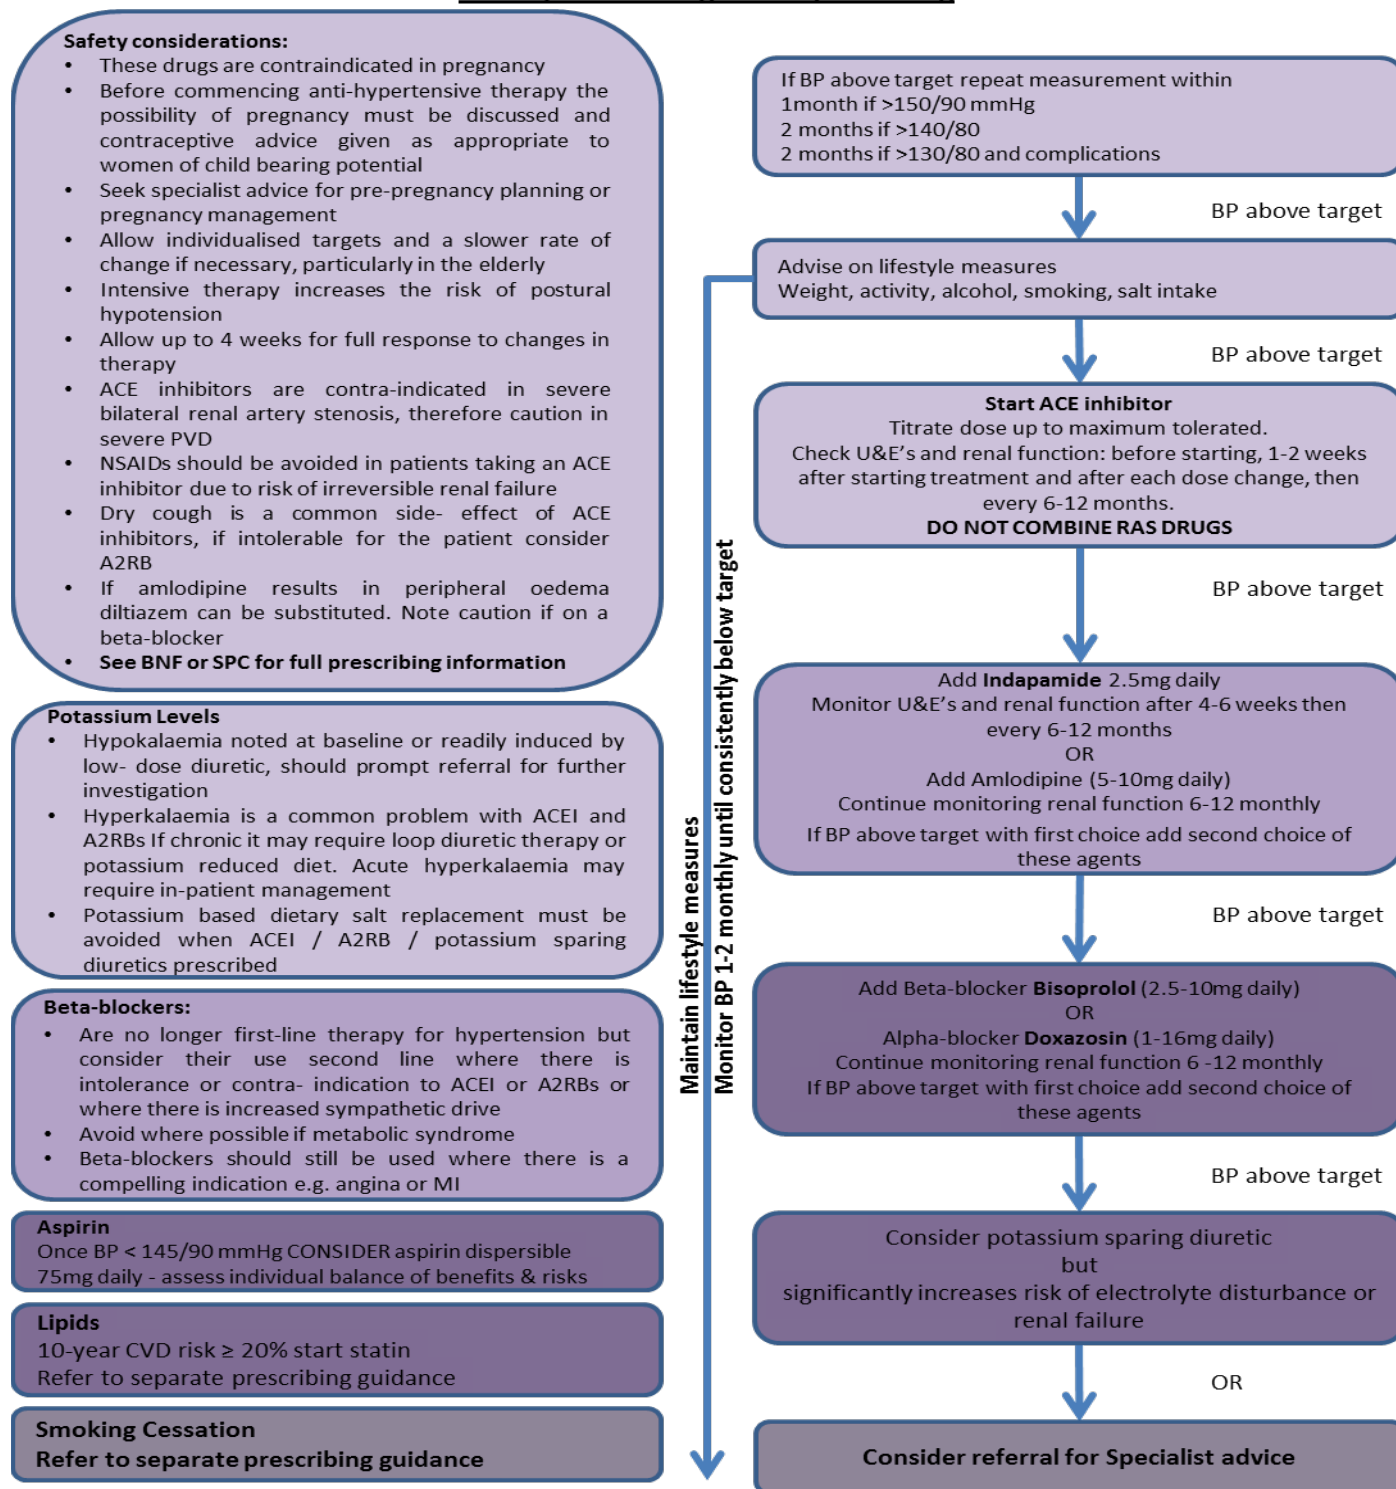 Safety considerations:
• These drugs are contraindicated in pregnancy
• Before commencing anti-hypertensive therapy the
possibility of pregnancy must be discussed and
contraceptive advice given as appropriate to
women of child bearing potential
• Seek specialist advice for pre-pregnancy planning or
pregnancy management
• Allow individualised targets and a slower rate of
change if necessary, particularly in the elderly
• Intensive therapy increases the risk of postural
hypotension
• Allow up to 4 weeks for full response to changes in
therapy
• ACE inhibitors are contra-indicated in severe
bilateral renal artery stenosis, therefore caution in
severe PVD
• NSAIDs should be avoided in patients taking an ACE
inhibitor due to risk of irreversible renal failure
• Dry cough is a common side- effect of ACE
inhibitors, if intolerable for the patient consider
A2RB
• If amlodipine results in peripheral oedema
diltiazem can be substituted. Note caution if on a
beta-blocker
• See BNF or SPC for full prescribing information
Potassium Levels
• Hypokalaemia noted at baseline or readily induced by
low- dose diuretic, should prompt referral for further
investigation
• Hyperkalaemia is a common problem with ACEI and
A2RBs If chronic it may require loop diuretic therapy or
potassium reduced diet. Acute hyperkalaemia may
require in-patient management
• Potassium based dietary salt replacement must be
avoided when ACEI / A2RB / potassium sparing
diuretics prescribed
Beta-blockers:
• Are no longer first-line therapy for hypertension but
consider their use second line where there is
intolerance or contra- indication to ACEI or A2RBs or
where there is increased sympathetic drive
• Avoid where possible if metabolic syndrome
• Beta-blockers should still be used where there is a
compelling indication e.g. angina or MI
Aspirin
Once BP < 145/90 mmHg CONSIDER aspirin dispersible
75mg daily - assess individual balance of benefits & risks
Lipids
10-year CVD risk ≥ 20% start statin
Refer to separate prescribing guidance
Smoking Cessation
Refer to separate prescribing guidance
Maintain lifestyle measures
Monitor BP 1-2 monthly until consistently below target
If BP above target repeat measurement within
1month if >150/90 mmHg
2 months if >140/80
2 months if >130/80 and complications
BP above target
Advise on lifestyle measures
Weight, activity, alcohol, smoking, salt intake
BP above target
Start ACE inhibitor
Titrate dose up to maximum tolerated.
Check U&E's and renal function: before starting, 1-2 weeks
after starting treatment and after each dose change, then
every 6-12 months.
DO NOT COMBINE RAS DRUGS
BP above target
Add Indapamide 2.5mg daily
Monitor U&E's and renal function after 4-6 weeks then
every 6-12 months
OR
Add Amlodipine (5-10mg daily)
Continue monitoring renal function 6-12 monthly
If BP above target with first choice add second choice of
these agents
BP above target
Add Beta-blocker Bisoprolol (2.5-10mg daily)
OR
Alpha-blocker Doxazosin (1-16mg daily)
Continue monitoring renal function 6 -12 monthly
If BP above target with first choice add second choice of
these agents
BP above target
Consider potassium sparing diuretic
but
significantly increases risk of electrolyte disturbance or
renal failure
OR
Consider referral for Specialist advice